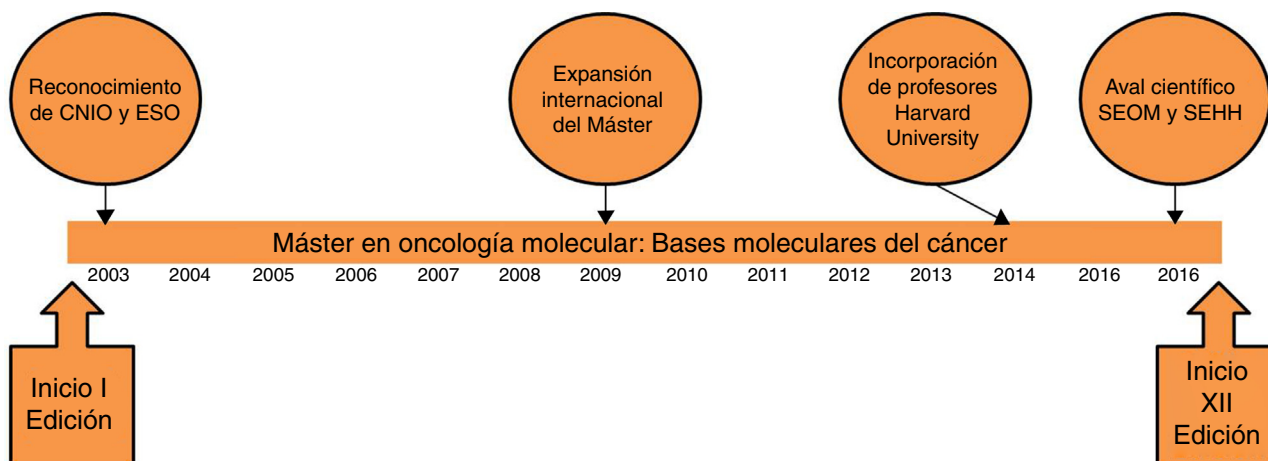 Reconocimiento
de CNIO y ESO
Expansión
internacional
del Máster
Incorporación
de profesores
Harvard
University
Aval científico
SEOM y SEHH
Máster en oncología molecular: Bases moleculares del cáncer
2003 2004 2005 2006 2007 2008 2009 2010 2011 2012 2013 2014 2016 2016
Inicio I
Edición
Inicio
XII
Edición